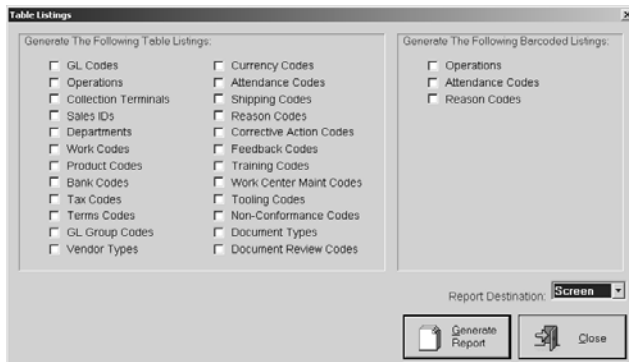 Table Listings
Generate The Following Table Listings:
GL Codes
Operations
Collection Terminals
Sales IDs
Departments
Work Codes
Product Codes
Bank Codes
Tax Codes
Terms Codes
GL Group Codes
Vendor Types
Currency Codes
Attendance Codes
Shipping Codes
Reason Codes
Corrective Action Codes
Feedback Codes
Training Codes
Work Center Maint Codes
Tooling Codes
Non-Conformance Codes
Document Types
Document Review Codes
Generate The Following Barcoded Listings:
Operations
Attendance Codes
Reason Codes
Report Destination: Screen
Generate
Report
Close